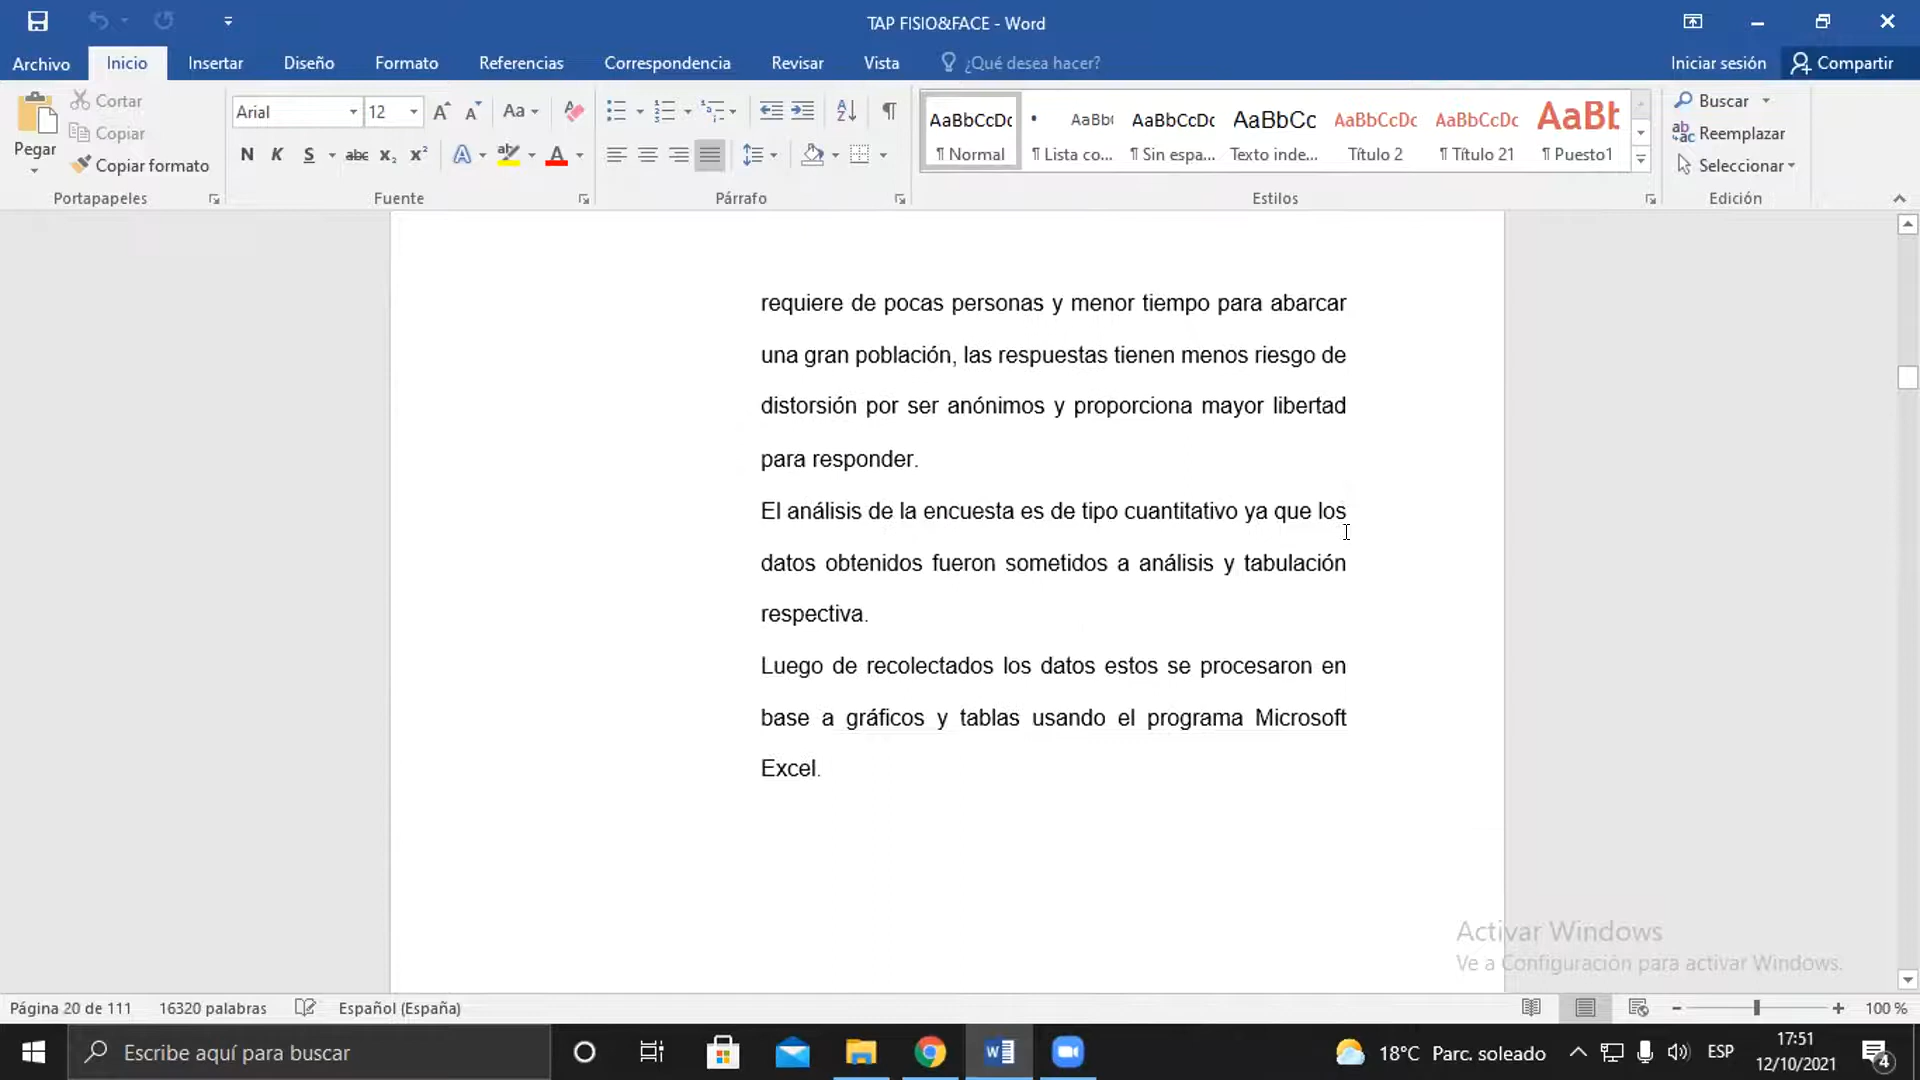 TAP FISIO&FACE - Word
Archivo Inicio Insertar Diseño Formato Referencias Correspondencia Revisar Vista ¿Qué desea hacer? Iniciar sesión Compartir
Pegar
Cortar
Copiar
Copiar formato
Portapapeles
Arial 12
Aa
N K S abc x₂ x²
A
Fuente
Párrafo
AaBbCcDc AaBb( AaBbCcDc AaBbCc AaBbCcDc AaBbCcDc AaBb
¶ Normal ¶ Lista co... ¶ Sin espa... Texto inde... Título 2 ¶ Título 21 ¶ Puesto1
Estilos
Buscar
Reemplazar
Seleccionar
Edición
requiere de pocas personas y menor tiempo para abarcar
una gran población, las respuestas tienen menos riesgo de
distorsión por ser anónimos y proporciona mayor libertad
para responder.
El análisis de la encuesta es de tipo cuantitativo ya que los
datos obtenidos fueron sometidos a análisis y tabulación
respectiva.
Luego de recolectados los datos estos se procesaron en
base a gráficos y tablas usando el programa Microsoft
Excel.
Activar Windows
Ve a Configuración para activar Windows.
Página 20 de 111 16320 palabras Español (España) 100 %
Escribe aquí para buscar
18°C Parc. soleado
ESP
17:51
12/10/2021
4